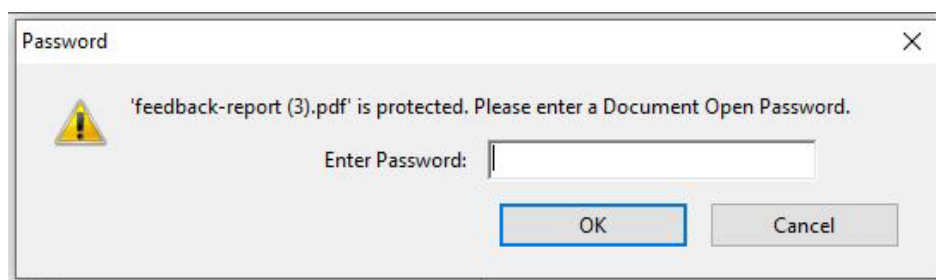 Password
'feedback-report (3).pdf' is protected. Please enter a Document Open Password.
Enter Password:
OK Cancel